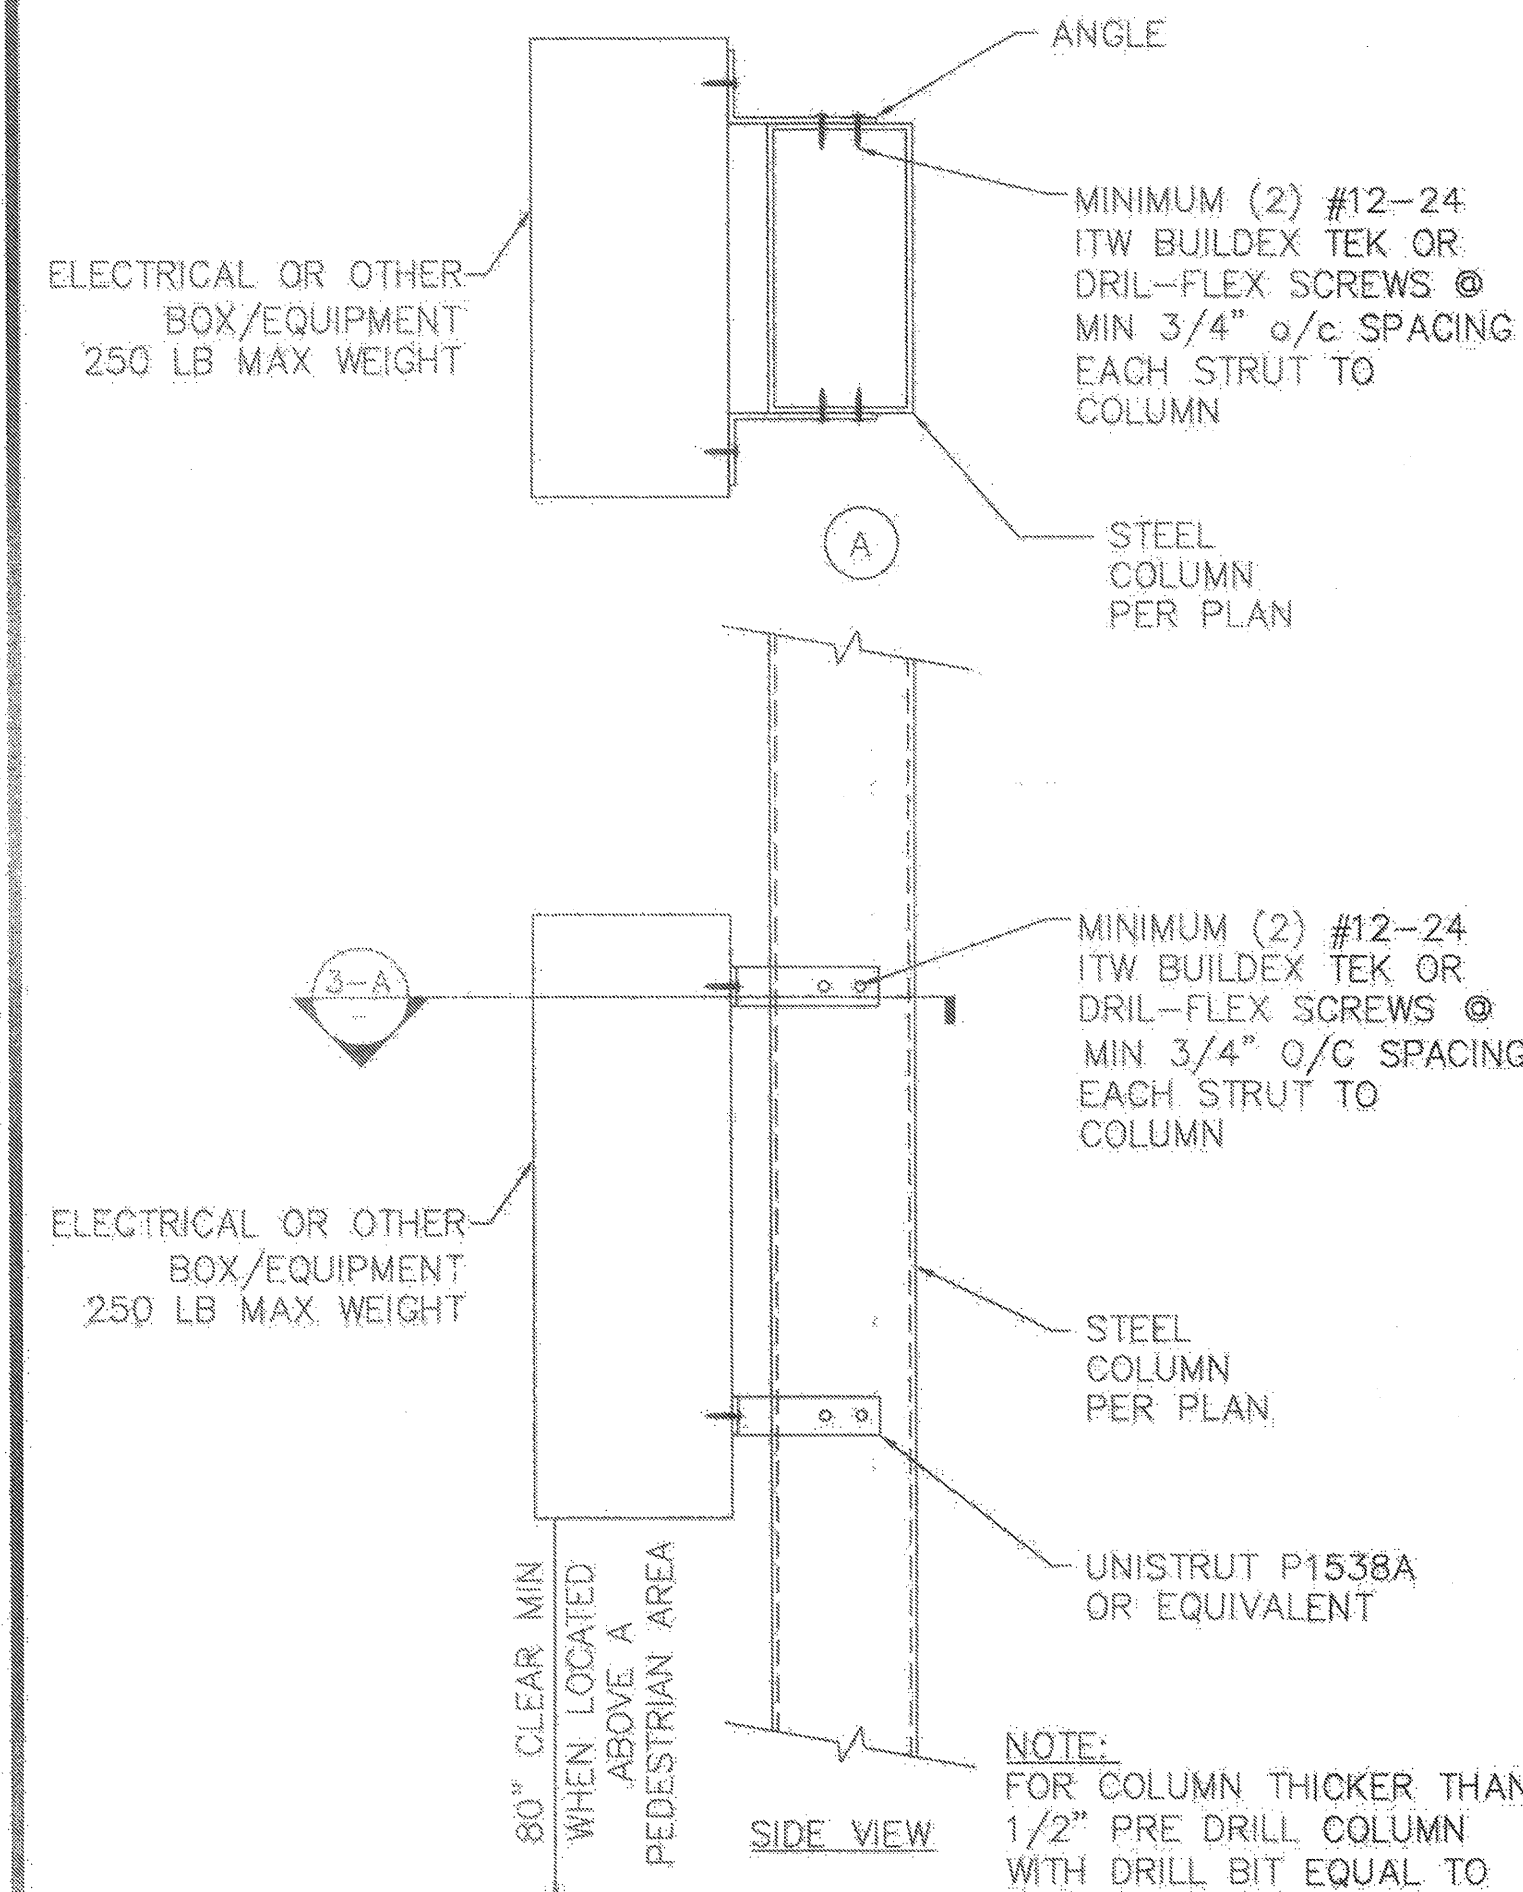 ANGLE
MINIMUM (2) #12-24
ITW BUILDEX TEK OR
DRIL-FLEX SCREWS @
MIN 3/4" o/c SPACING
EACH STRUT TO
COLUMN
ELECTRICAL OR OTHER
BOX/EQUIPMENT
250 LB MAX WEIGHT
A
STEEL
COLUMN
PER PLAN
3-A
-
MINIMUM (2) #12-24
ITW BUILDEX TEK OR
DRIL-FLEX SCREWS @
MIN 3/4" O/C SPACING
EACH STRUT TO
COLUMN
ELECTRICAL OR OTHER
BOX/EQUIPMENT
250 LB MAX WEIGHT
STEEL
COLUMN
PER PLAN
UNISTRUT P1538A
OR EQUIVALENT
80" CLEAR MIN
WHEN LOCATED
ABOVE A
PEDESTRIAN AREA
SIDE VIEW
NOTE:
FOR COLUMN THICKER THAN
1/2" PRE DRILL COLUMN
WITH DRILL BIT EQUAL TO